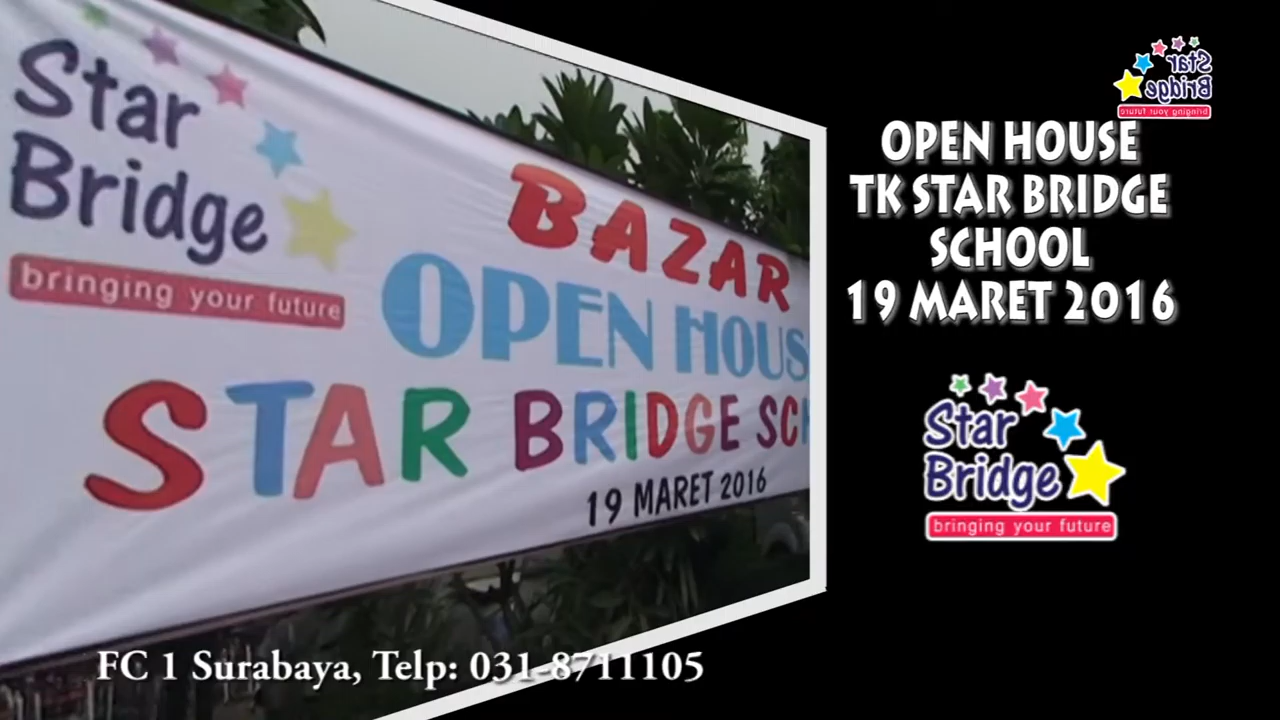 Star
Bridge
bringing your future
BAZAR
OPEN HOUS
STAR BRIDGE SCH
19 MARET 2016
Star
Bridge
bringing your future
OPEN HOUSE
TK STAR BRIDGE
SCHOOL
19 MARET 2016
Star
Bridge
bringing your future
FC 1 Surabaya, Telp: 031-8711105